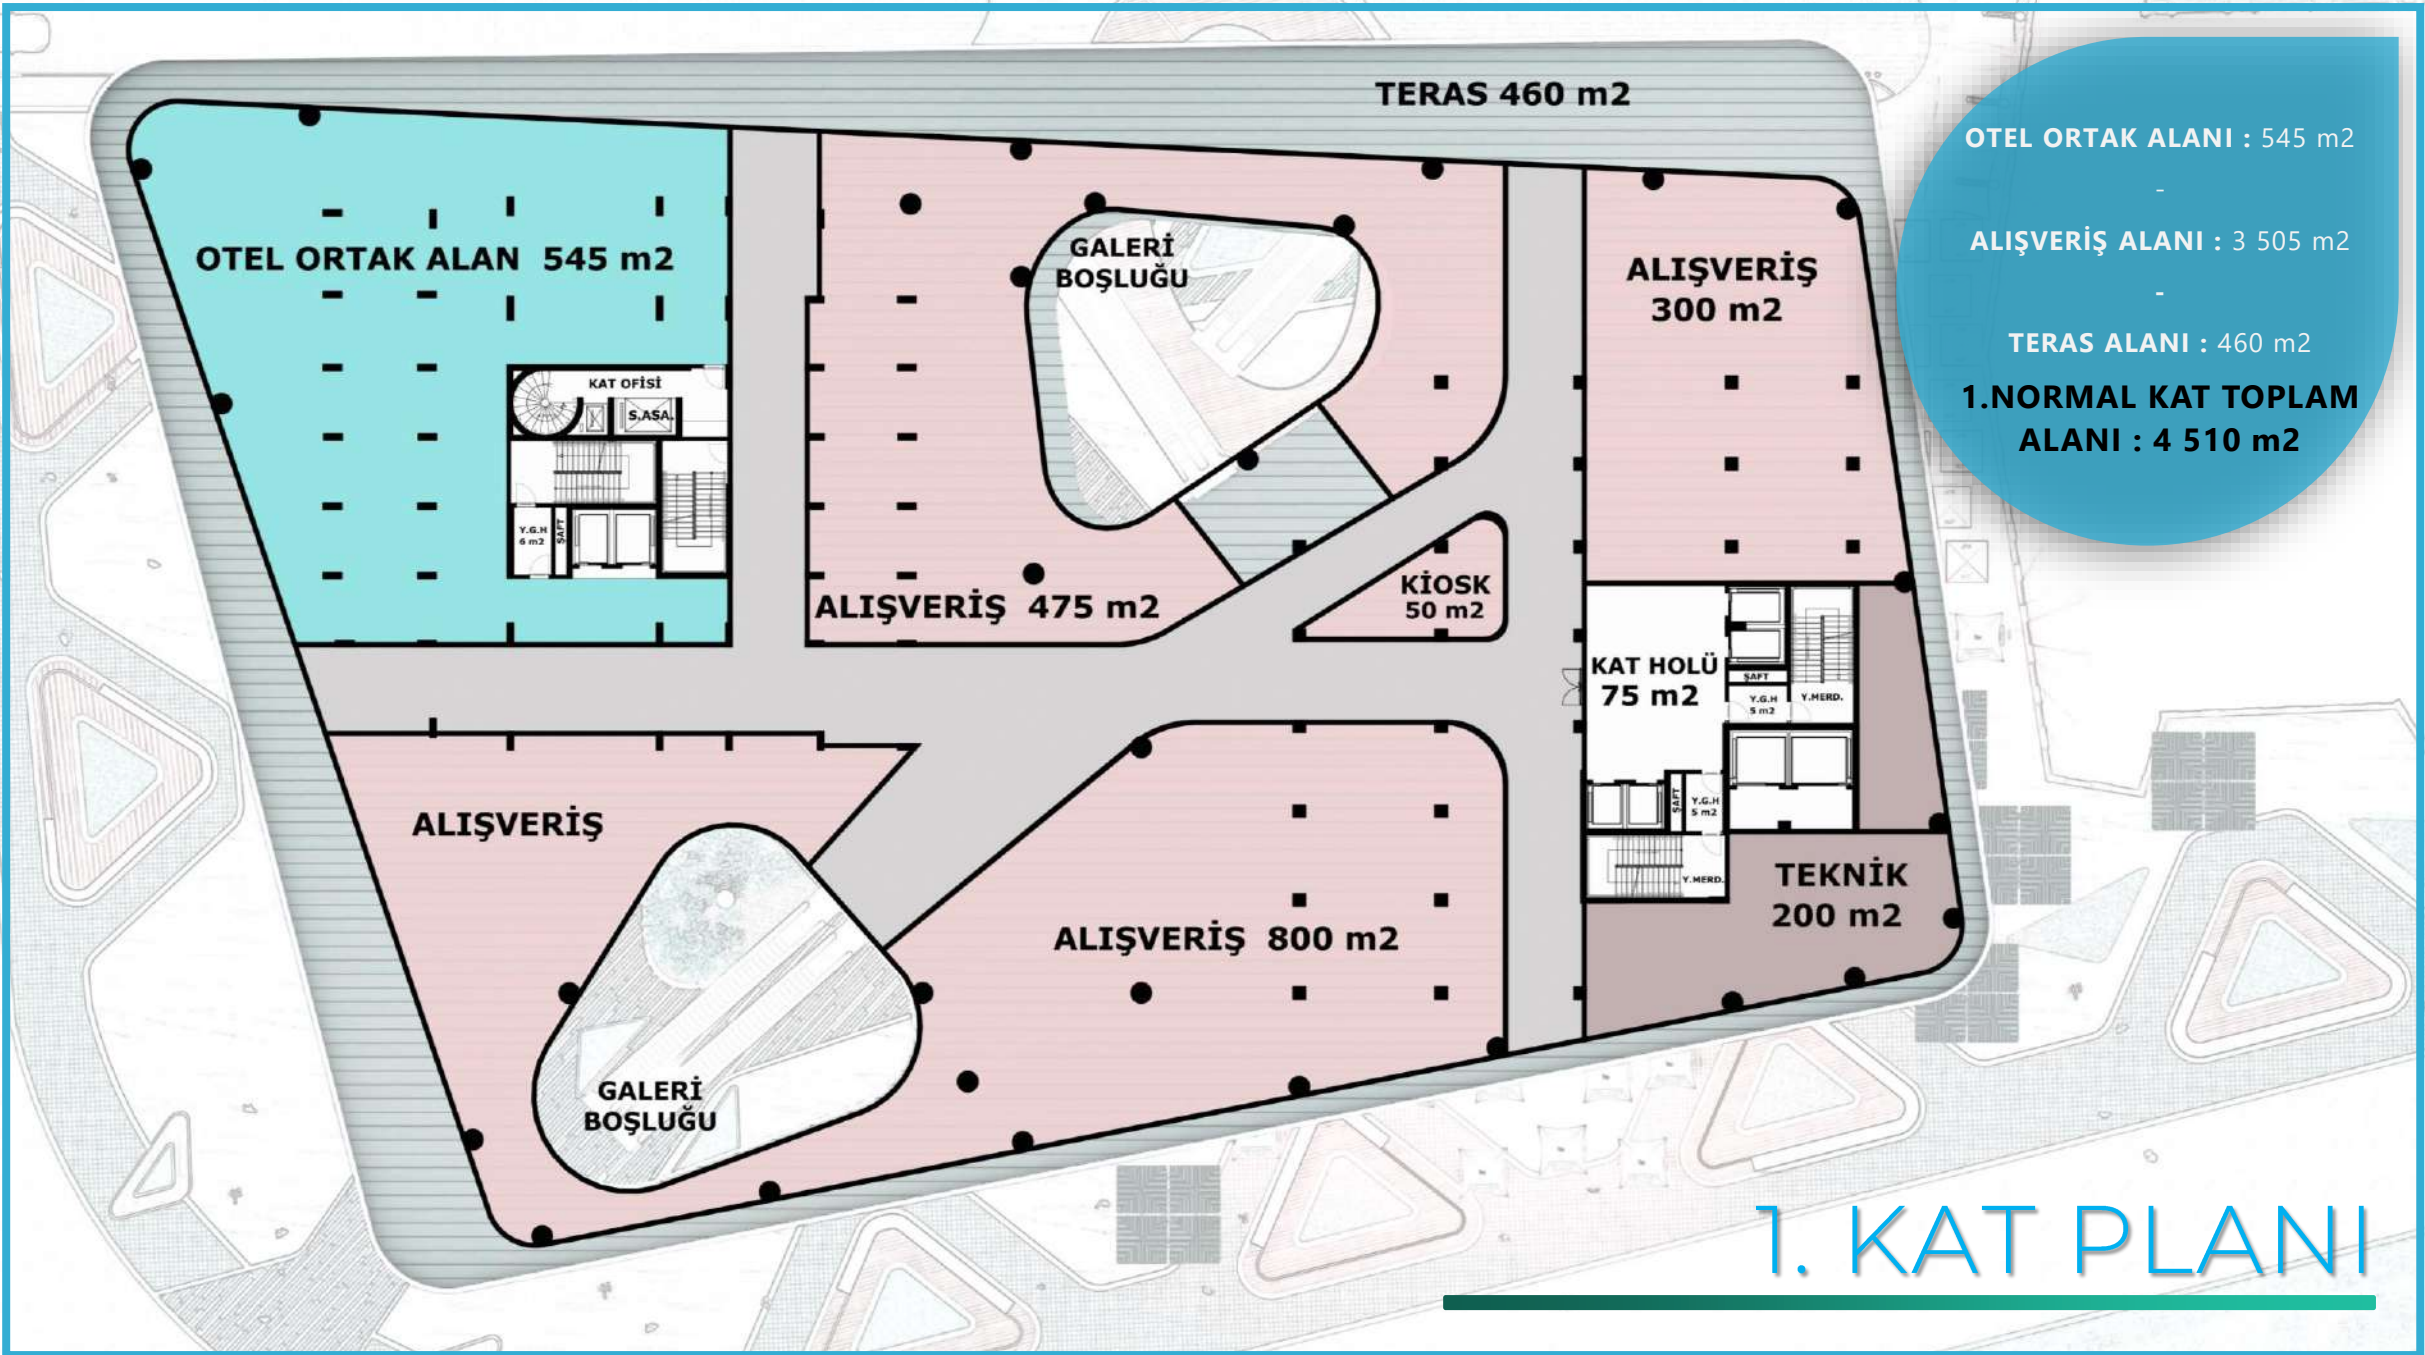 TERAS 460 m2
OTEL ORTAK ALANI : 545 m2
-
ALIŞVERİŞ ALANI : 3 505 m2
-
TERAS ALANI : 460 m2
1.NORMAL KAT TOPLAM
ALANI : 4 510 m2
OTEL ORTAK ALAN 545 m2
GALERİ
BOŞLUĞU
ALIŞVERİŞ
300 m2
KAT OFİSİ
S.ASA.
Y.G.H
6 m2
ŞAFT
ALIŞVERİŞ 475 m2
KİOSK
50 m2
KAT HOLÜ
75 m2
ŞAFT
Y.G.H
5 m2
Y.MERD.
ŞAFT
Y.G.H
5 m2
Y.MERD.
TEKNİK
200 m2
ALIŞVERİŞ
ALIŞVERİŞ 800 m2
GALERİ
BOŞLUĞU
1. KAT PLANI